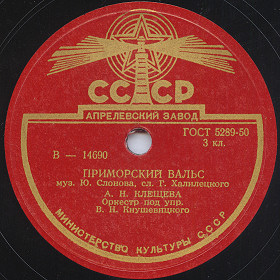 СССР
АПРЕЛЕВСКИЙ ЗАВОД
ГОСТ 5289-50
3 кл.
В — 14690
ПРИМОРСКИЙ ВАЛЬС
муз. Ю. Слонова, сл. Г. Халилецкого
А. Н. КЛЕЩЕВА
Оркестр под упр.
В. Н. Кнушевицкого
МИНИСТЕРСТВО КУЛЬТУРЫ СССР